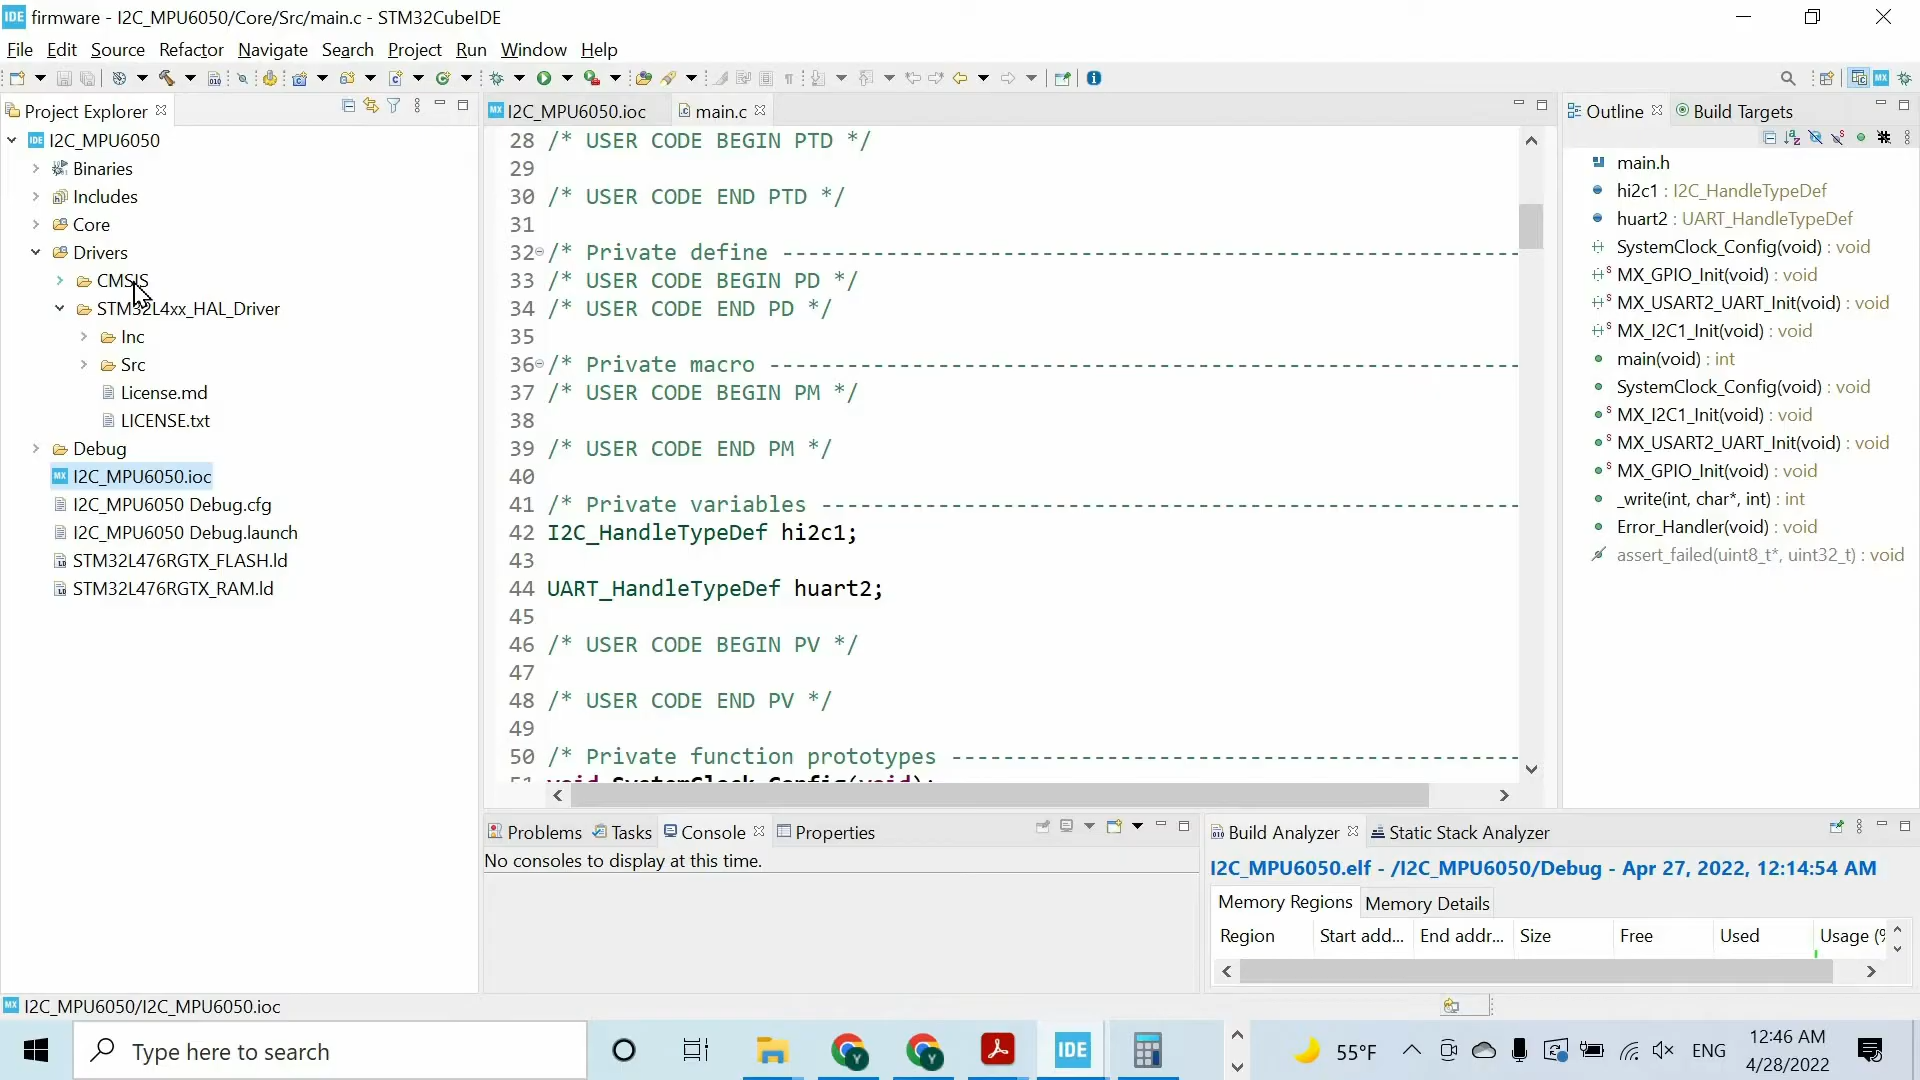 IDE firmware - I2C_MPU6050/Core/Src/main.c - STM32CubeIDE
File Edit Source Refactor Navigate Search Project Run Window Help
Project Explorer
I2C_MPU6050
Binaries
Includes
Core
Drivers
CMSIS
STM32L4xx_HAL_Driver
Inc
Src
License.md
LICENSE.txt
Debug
I2C_MPU6050.ioc
I2C_MPU6050 Debug.cfg
I2C_MPU6050 Debug.launch
STM32L476RGTX_FLASH.ld
STM32L476RGTX_RAM.ld
I2C_MPU6050.ioc main.c
28 /* USER CODE BEGIN PTD */
29
30 /* USER CODE END PTD */
31
32 /* Private define -----------------------------------------------------------
33 /* USER CODE BEGIN PD */
34 /* USER CODE END PD */
35
36 /* Private macro ------------------------------------------------------------
37 /* USER CODE BEGIN PM */
38
39 /* USER CODE END PM */
40
41 /* Private variables --------------------------------------------------------
42 I2C_HandleTypeDef hi2c1;
43
44 UART_HandleTypeDef huart2;
45
46 /* USER CODE BEGIN PV */
47
48 /* USER CODE END PV */
49
50 /* Private function prototypes ----------------------------------------------
51 void SystemClock_Config(void);
Outline Build Targets
main.h
hi2c1 : I2C_HandleTypeDef
huart2 : UART_HandleTypeDef
SystemClock_Config(void) : void
MX_GPIO_Init(void) : void
MX_USART2_UART_Init(void) : void
MX_I2C1_Init(void) : void
main(void) : int
SystemClock_Config(void) : void
MX_I2C1_Init(void) : void
MX_USART2_UART_Init(void) : void
MX_GPIO_Init(void) : void
_write(int, char*, int) : int
Error_Handler(void) : void
assert_failed(uint8_t*, uint32_t) : void
Problems Tasks Console Properties
No consoles to display at this time.
Build Analyzer Static Stack Analyzer
I2C_MPU6050.elf - /I2C_MPU6050/Debug - Apr 27, 2022, 12:14:54 AM
Memory Regions Memory Details
Region Start add... End addr... Size Free Used Usage (%
I2C_MPU6050/I2C_MPU6050.ioc
Type here to search
IDE
55°F
ENG
12:46 AM
4/28/2022